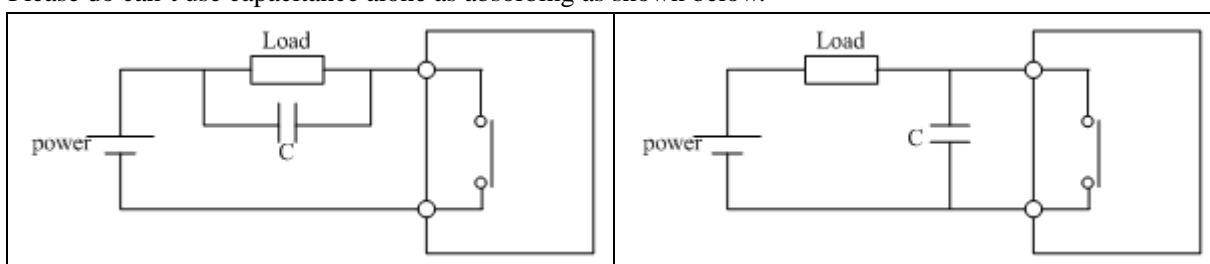 Please do can't use capacitance alone as absorbing as shown below.
Load
power
C
Load
power
C